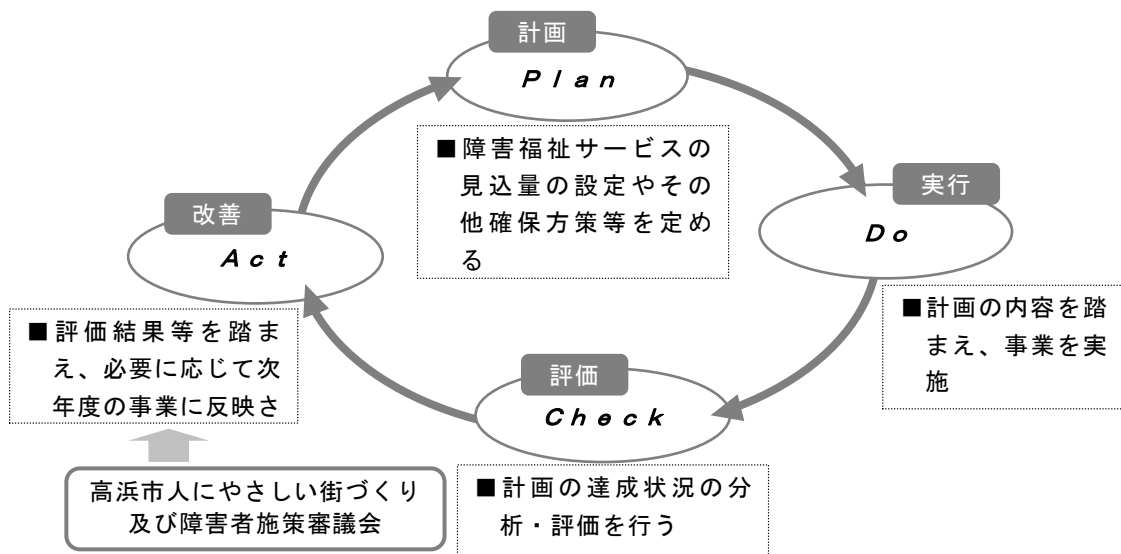 計画
Plan
■障害福祉サービスの
見込量の設定やその
他確保方策等を定め
る
実行
Do
■計画の内容を踏
まえ、事業を実
施
評価
Check
■計画の達成状況の分
析・評価を行う
改善
Act
■評価結果等を踏ま
え、必要に応じて次
年度の事業に反映さ
高浜市人にやさしい街づくり
及び障害者施策審議会